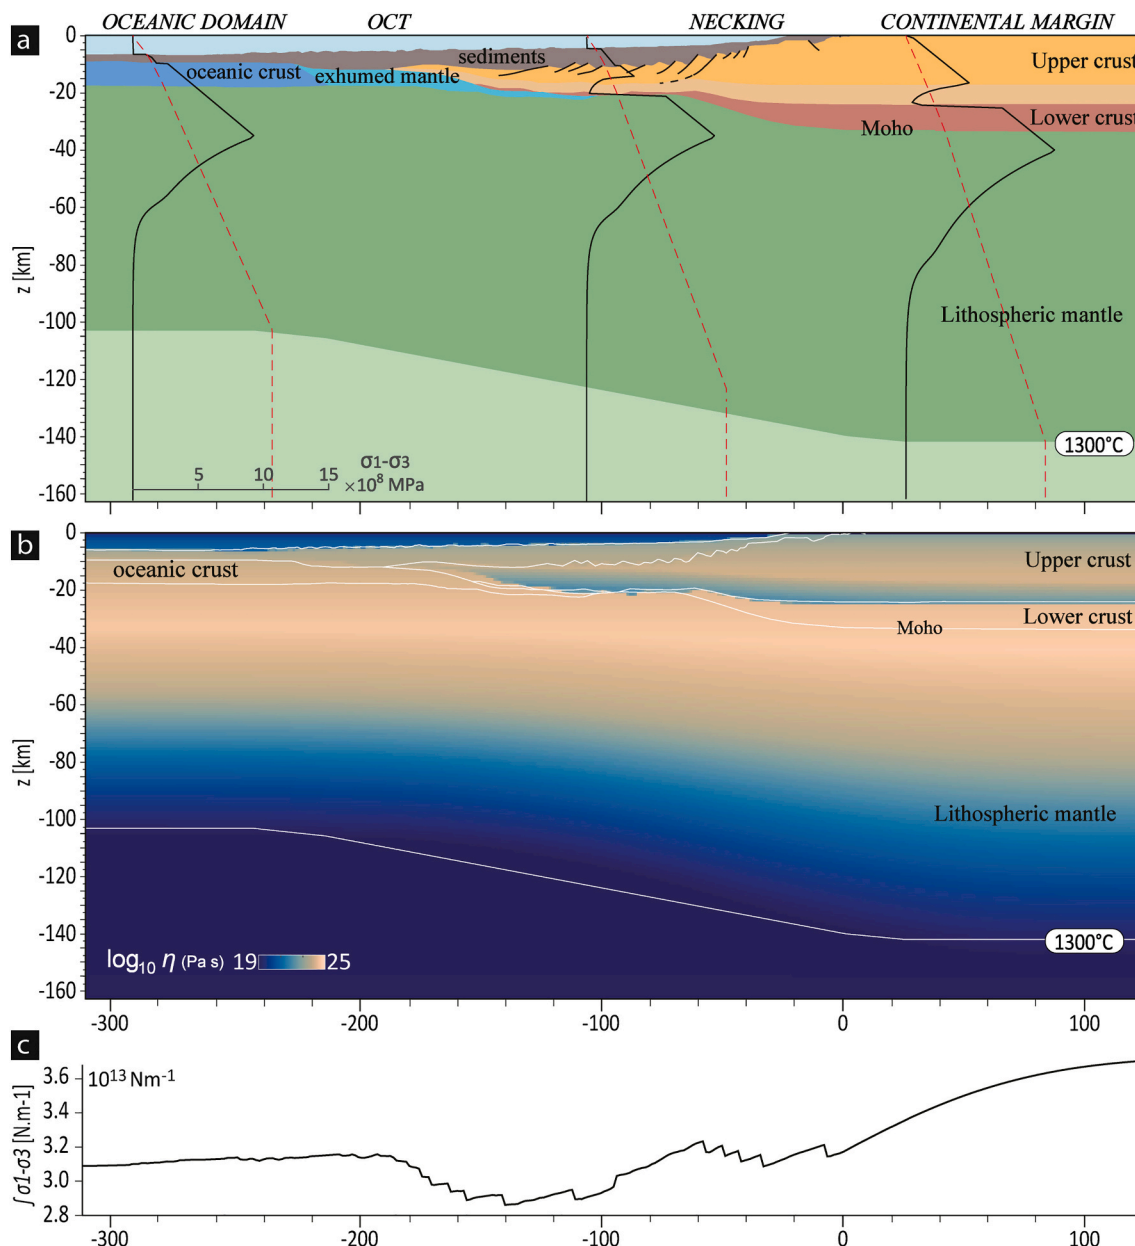 a
OCEANIC DOMAIN OCT NECKING CONTINENTAL MARGIN
0
-20
-40
-60
-80
-100
-120
-140
-160
z [km]
sediments
oceanic crust
exhumed mantle
Upper crust
Lower crust
Moho
Lithospheric mantle
1300°C
σ1-σ3
5 10 15 ×10⁸ MPa
b
0
-20
-40
-60
-80
-100
-120
-140
-160
z [km]
oceanic crust
Upper crust
Lower crust
Moho
Lithospheric mantle
1300°C
log₁₀ η (Pa s) 19 25
-300 -200 -100 0 100
c
3.6
3.4
3.2
3.0
2.8
∫ σ1-σ3 [N.m-1]
10¹³ Nm⁻¹
-300 -200 -100 0 100